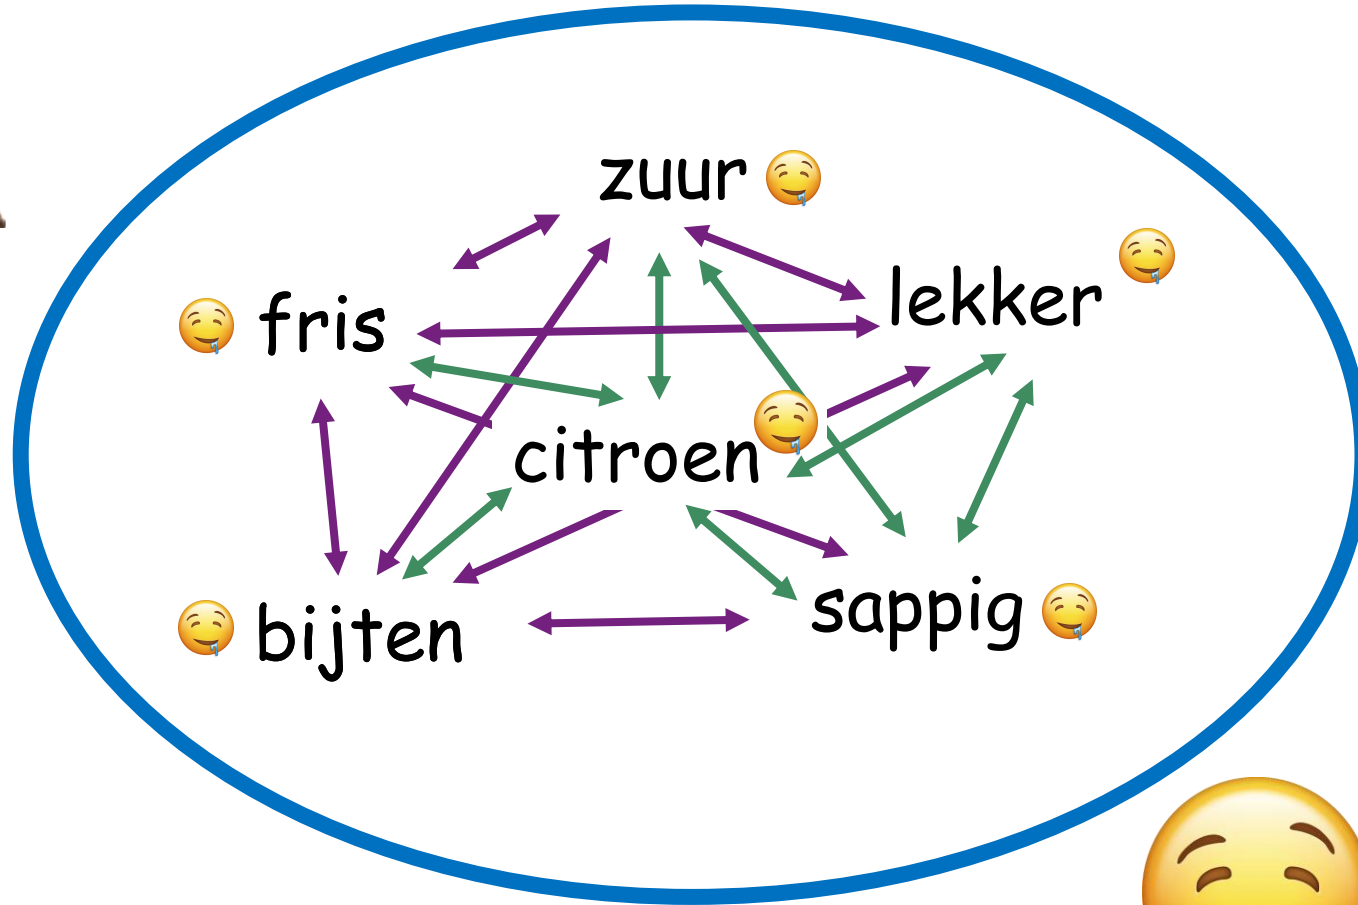 zuur
lekker
fris
citroen
sappig
bijten